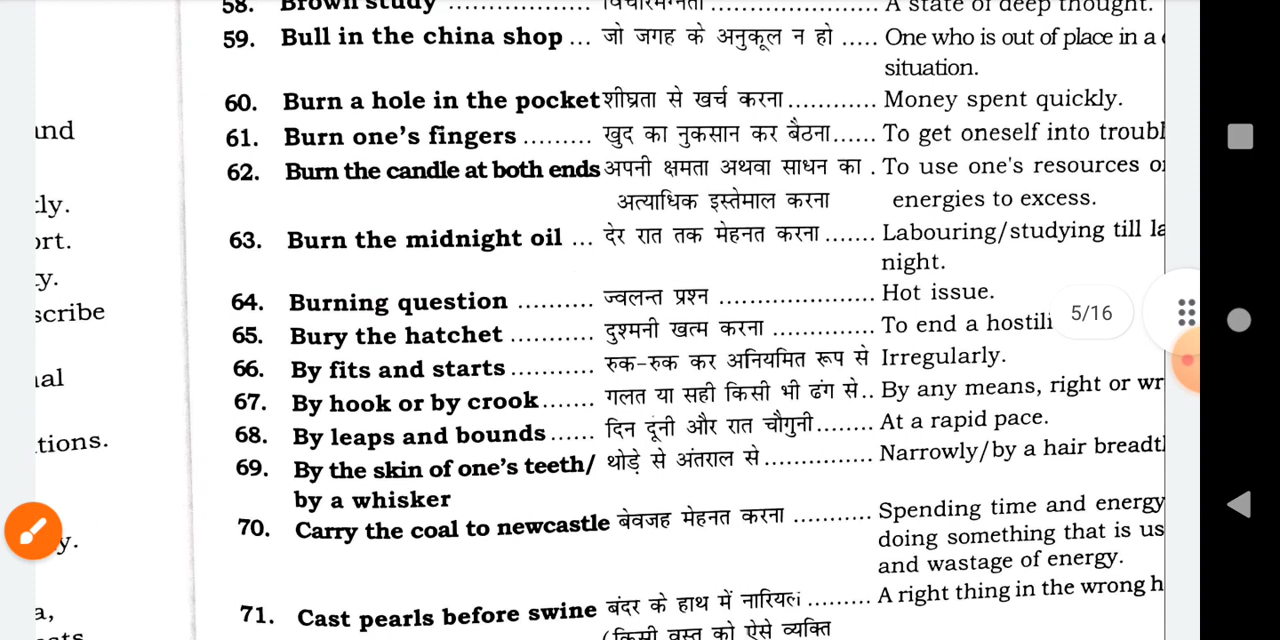 58. Brown study .................. विचारमग्नता .................. A state of deep thought.
59. Bull in the china shop ... जो जगह के अनुकूल न हो ..... One who is out of place in a
situation.
60. Burn a hole in the pocket शीघ्रता से खर्च करना ............ Money spent quickly.
61. Burn one's fingers ......... खुद का नुकसान कर बैठना ...... To get oneself into troubl
62. Burn the candle at both ends अपनी क्षमता अथवा साधन का . To use one's resources
अत्याधिक इस्तेमाल करना energies to excess.
63. Burn the midnight oil ... देर रात तक मेहनत करना ....... Labouring/studying till la
night.
64. Burning question .......... ज्वलन्त प्रश्न ...................... Hot issue.
65. Bury the hatchet ........... दुश्मनी खत्म करना .............. To end a hostili
5/16
66. By fits and starts ........... रुक-रुक कर अनियमित रूप से Irregularly.
67. By hook or by crook....... गलत या सही किसी भी ढंग से.. By any means, right or wr
68. By leaps and bounds ...... दिन दूंनी और रात चौगुनी ........ At a rapid pace.
69. By the skin of one's teeth/ थोड़े से अंतराल से ............... Narrowly/by a hair breadt
by a whisker
70. Carry the coal to newcastle बेवजह मेहनत करना ........... Spending time and energy
doing something that is us
and wastage of energy.
71. Cast pearls before swine बंदर के हाथ में नारियल ......... A right thing in the wrong h
(किसी वस्तु को ऐसे व्यक्ति
und
dly.
ort.
y.
scribe
nal
tions.
y.
a,